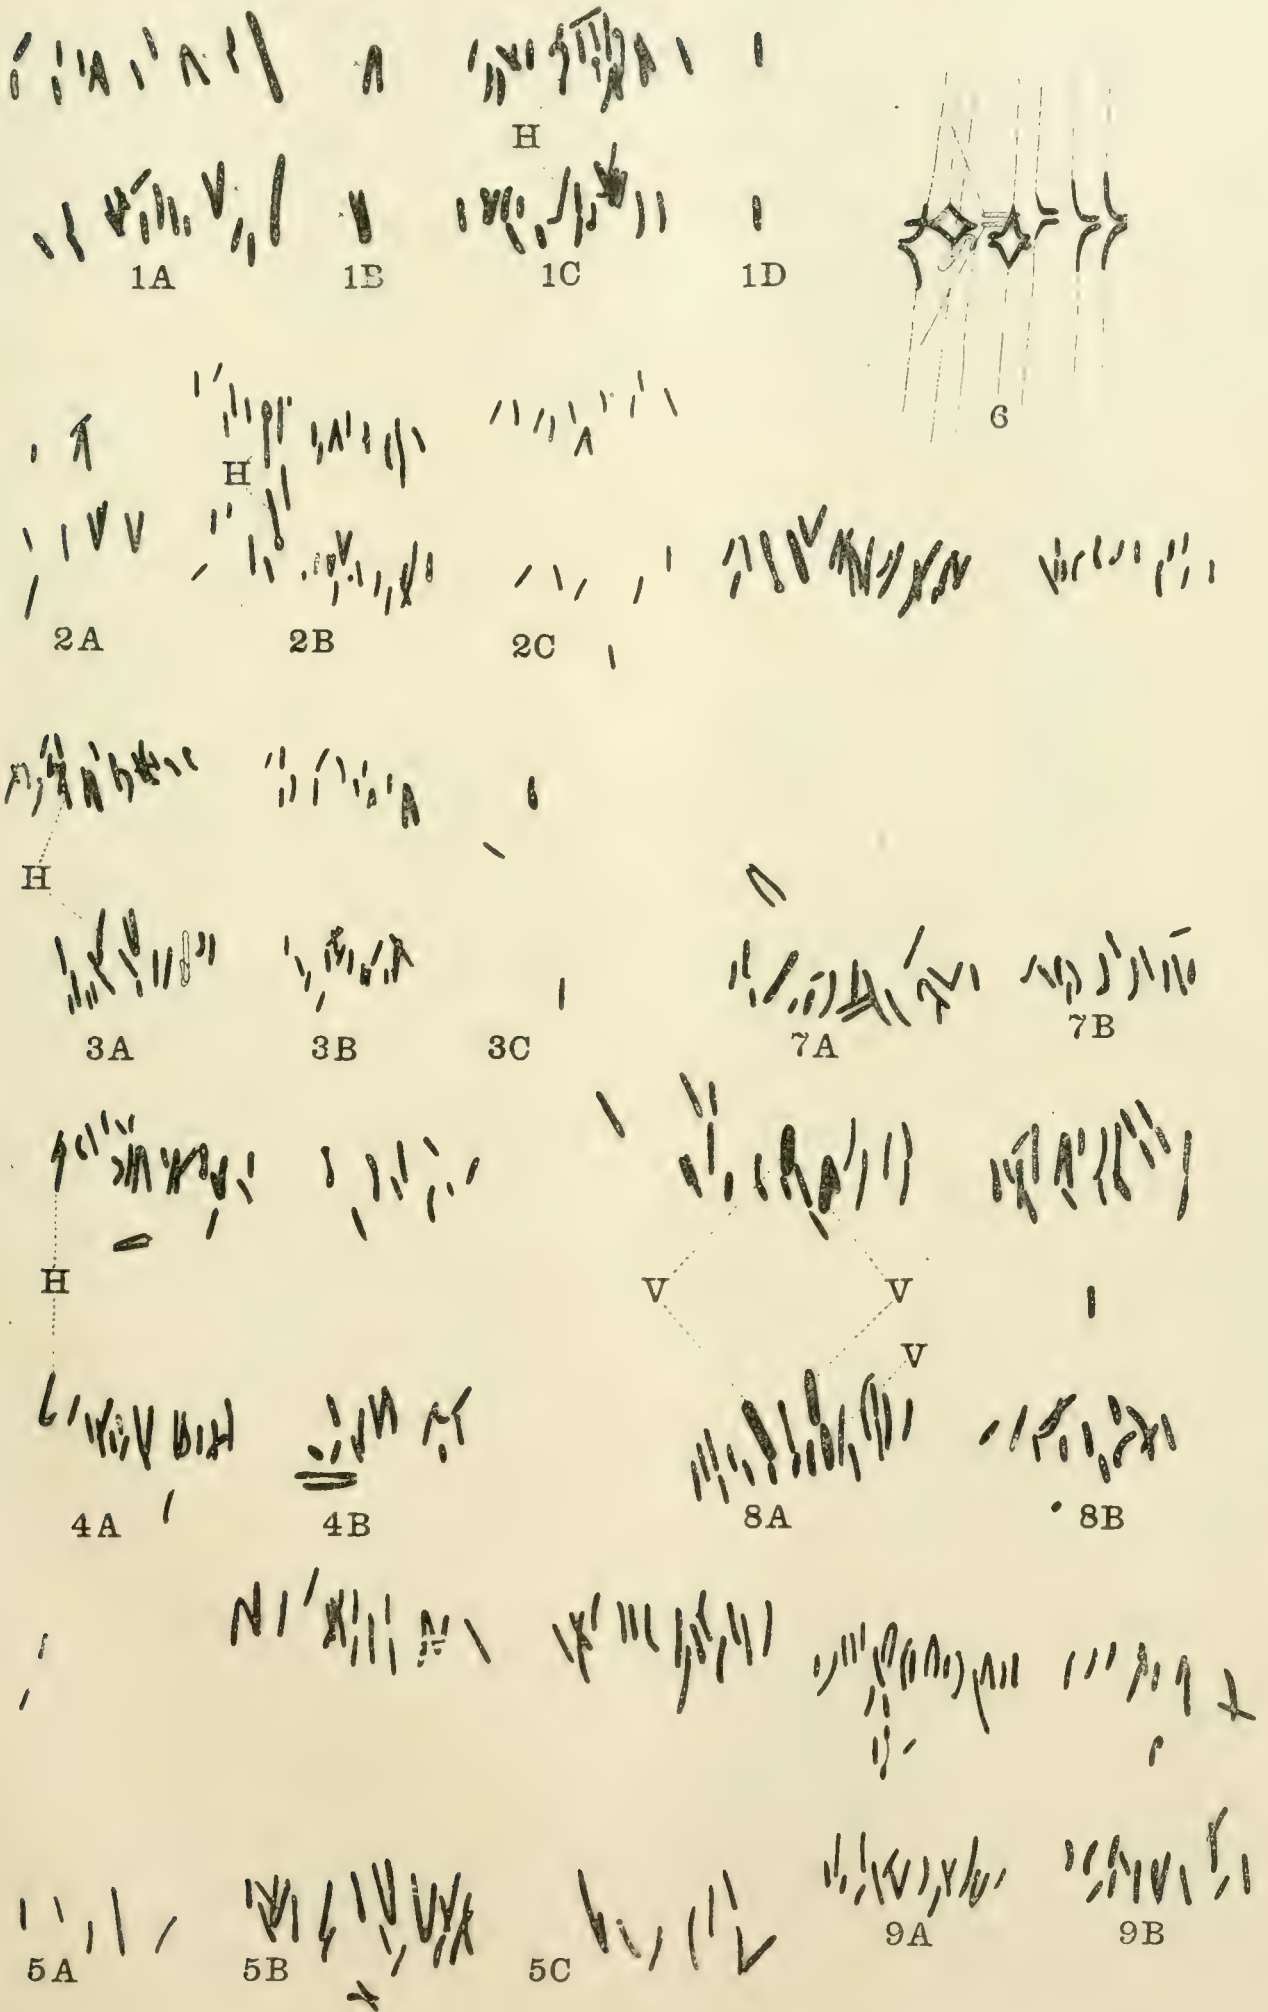 H
1A 1B 1C 1D
6
H
2A 2B 2C
H
3A 3B 3C
7A 7B
H
V V
V
4A 4B
8A 8B
9A 9B
5A 5B 5C